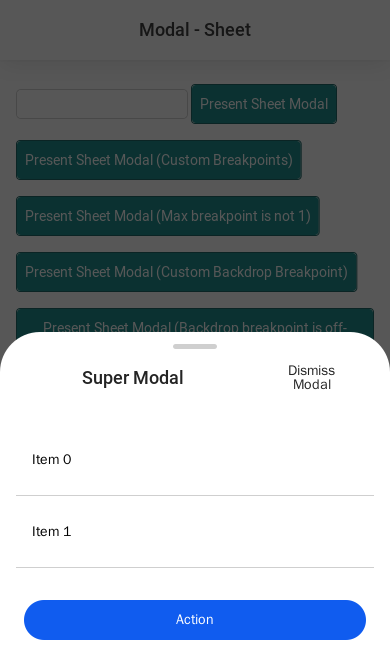 Modal - Sheet
Present Sheet Modal
Present Sheet Modal (Custom Breakpoints)
Present Sheet Modal (Max breakpoint is not 1)
Present Sheet Modal (Custom Backdrop Breakpoint)
Present Sheet Modal (Backdrop breakpoint is off-
Super Modal
Dismiss
Modal
Item 0
Item 1
Action